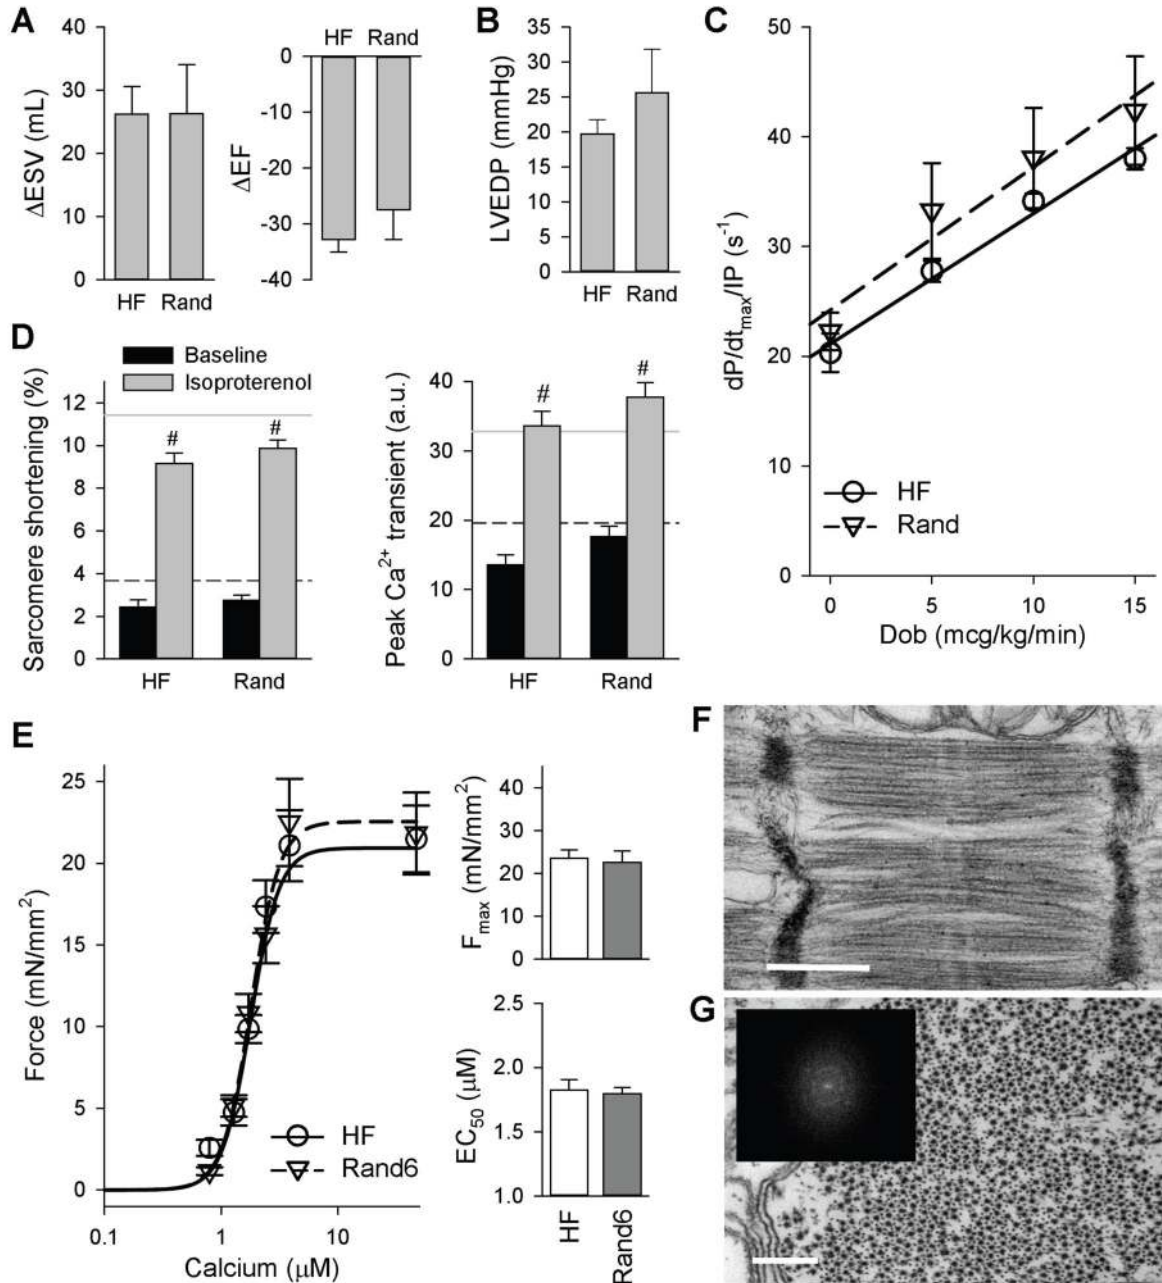 A
ΔESV (mL)
40
30
20
10
0
HF
Rand
HF
Rand
ΔEF
0
-10
-20
-30
-40
B
LVEDP (mmHg)
35
30
25
20
15
10
5
0
HF
Rand
C
dP/dt_max/IP (s⁻¹)
50
40
30
20
10
0
HF
Rand
0
5
10
15
Dob (mcg/kg/min)
D
Baseline
Isoproterenol
Sarcomere shortening (%)
12
10
8
6
4
2
0
#
#
HF
Rand
Peak Ca²⁺ transient (a.u.)
40
30
20
10
0
#
#
HF
Rand
E
Force (mN/mm²)
25
20
15
10
5
0
HF
Rand6
0.1
1
10
Calcium (μM)
F_max (mN/mm²)
40
30
20
10
0
EC₅₀ (μM)
2.5
2.0
1.5
1.0
HF
Rand6
F
G